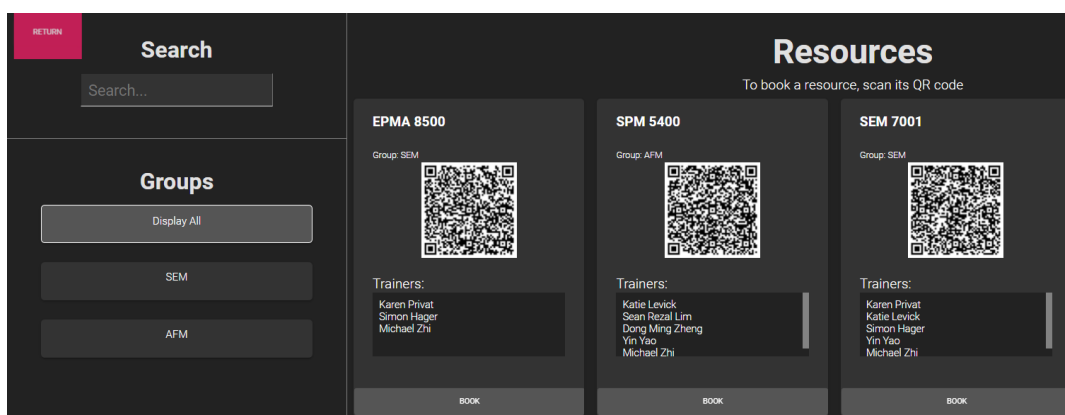 RETURN
Search
Search...
Groups
Display All
SEM
AFM
Resources
To book a resource, scan its QR code
EPMA 8500
Group: SEM
Trainers:
Karen Privat
Simon Hager
Michael Zhi
BOOK
SPM 5400
Group: AFM
Trainers:
Katie Levick
Sean Rezal Lim
Dong Ming Zheng
Yin Yao
Michael Zhi
BOOK
SEM 7001
Group: SEM
Trainers:
Karen Privat
Katie Levick
Simon Hager
Yin Yao
Michael Zhi
BOOK